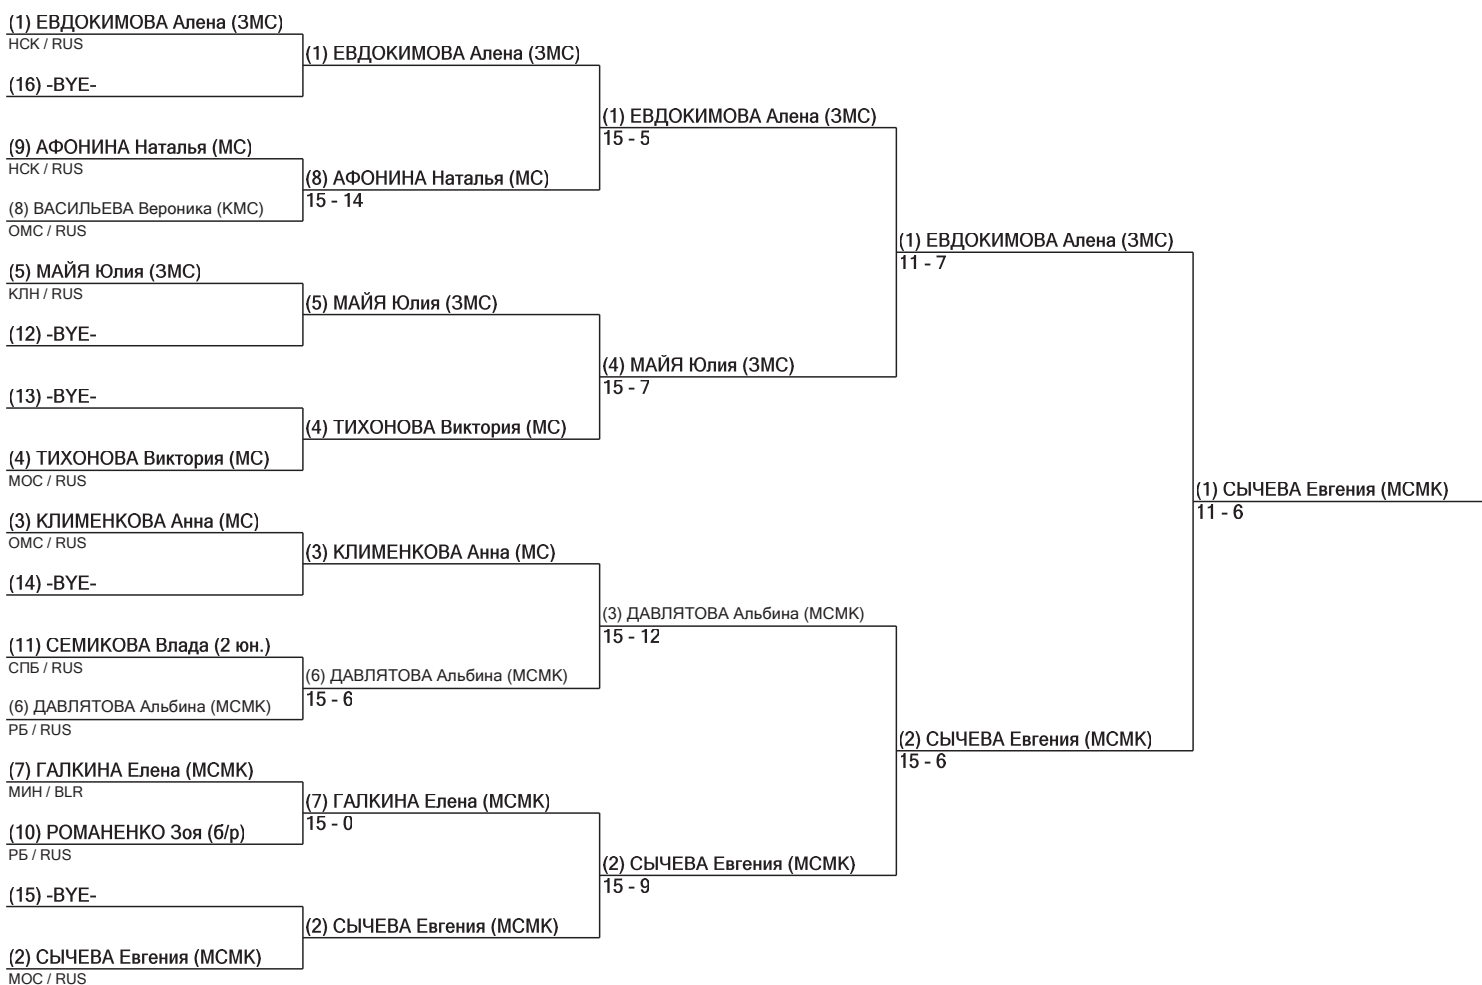 (1) ЕВДОКИМОВА Алена (ЗМС)
НСК / RUS
(1) ЕВДОКИМОВА Алена (ЗМС)
(16) -BYE-
(1) ЕВДОКИМОВА Алена (ЗМС)
15 - 5
(9) АФОНИНА Наталья (МС)
НСК / RUS
(8) АФОНИНА Наталья (МС)
15 - 14
(8) ВАСИЛЬЕВА Вероника (КМС)
ОМС / RUS
(1) ЕВДОКИМОВА Алена (ЗМС)
11 - 7
(5) МАЙЯ Юлия (ЗМС)
КЛН / RUS
(5) МАЙЯ Юлия (ЗМС)
(12) -BYE-
(4) МАЙЯ Юлия (ЗМС)
15 - 7
(13) -BYE-
(4) ТИХОНОВА Виктория (МС)
(4) ТИХОНОВА Виктория (МС)
МОС / RUS
(1) СЫЧЕВА Евгения (МСМК)
11 - 6
(3) КЛИМЕНКОВА Анна (МС)
ОМС / RUS
(3) КЛИМЕНКОВА Анна (МС)
(14) -BYE-
(3) ДАВЛЯТОВА Альбина (МСМК)
15 - 12
(11) СЕМИКОВА Влада (2 юн.)
СПБ / RUS
(6) ДАВЛЯТОВА Альбина (МСМК)
15 - 6
(6) ДАВЛЯТОВА Альбина (МСМК)
РБ / RUS
(2) СЫЧЕВА Евгения (МСМК)
15 - 6
(7) ГАЛКИНА Елена (МСМК)
МИН / BLR
(7) ГАЛКИНА Елена (МСМК)
15 - 0
(10) РОМАНЕНКО Зоя (б/р)
РБ / RUS
(2) СЫЧЕВА Евгения (МСМК)
15 - 9
(15) -BYE-
(2) СЫЧЕВА Евгения (МСМК)
(2) СЫЧЕВА Евгения (МСМК)
МОС / RUS